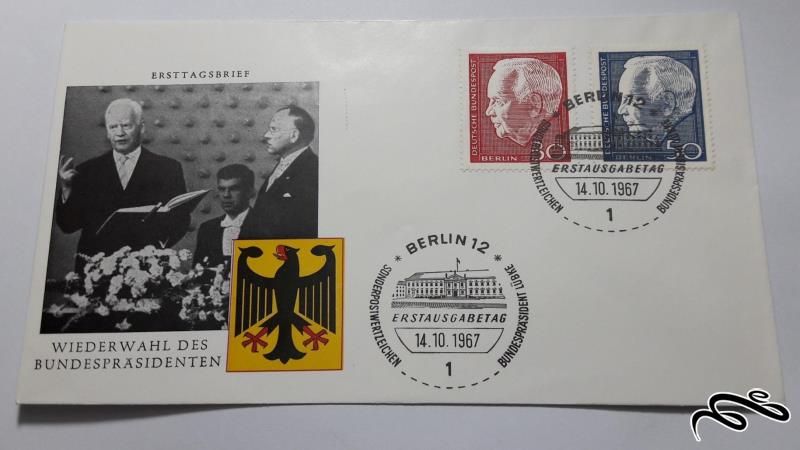 ERSTTAGSBRIEF
WIEDERWAHL DES
BUNDESPRÄSIDENTEN
DEUTSCHE BUNDESPOST
BERLIN
DEUTSCHE BUNDESPOST
BERLIN
50
* BERLIN 12 *
ERSTAUSGABETAG
14.10.1967
1
SONDERPOSTWERTZEICHEN
BUNDESPRÄSIDENT
* BERLIN 12 *
ERSTAUSGABETAG
14.10.1967
1
SONDERPOSTWERTZEICHEN
BUNDESPRÄSIDENT LÜBKE